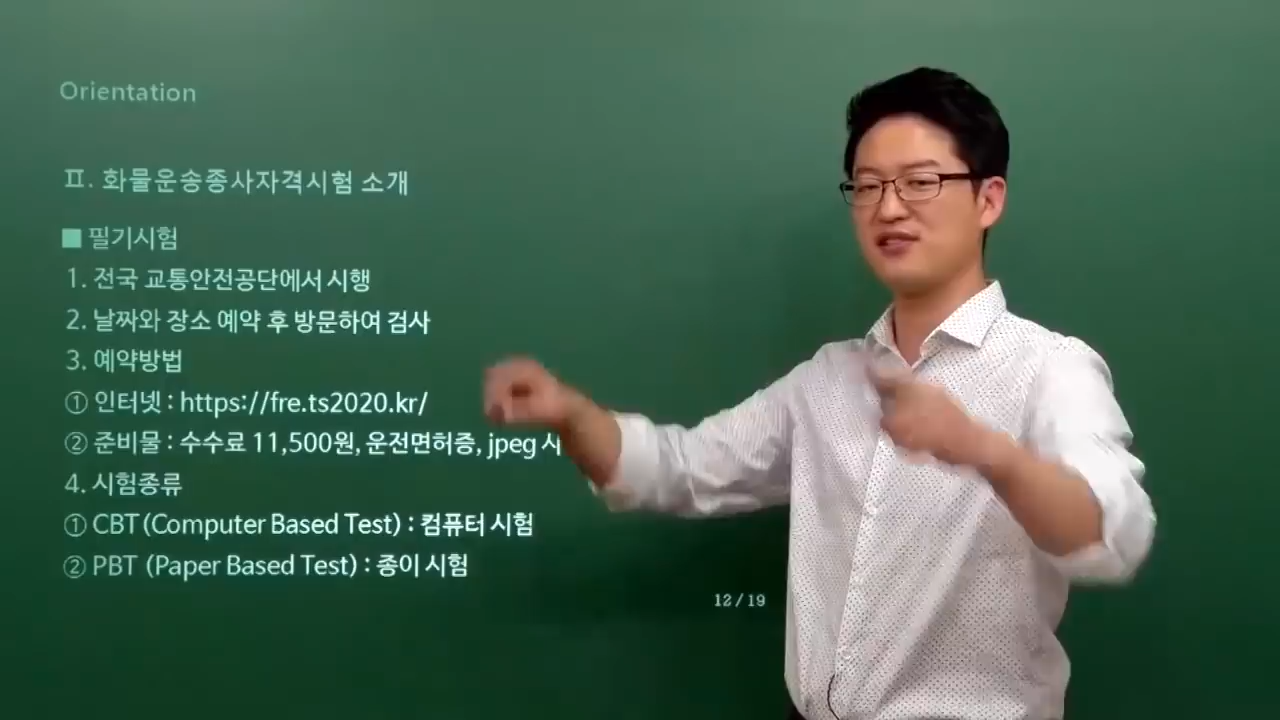 Orientation
Ⅱ. 화물운송종사자격시험 소개
■ 필기시험
1. 전국 교통안전공단에서 시행
2. 날짜와 장소 예약 후 방문하여 검사
3. 예약방법
① 인터넷 : https://fre.ts2020.kr/
② 준비물 : 수수료 11,500원, 운전면허증, jpeg
4. 시험종류
① CBT (Computer Based Test) : 컴퓨터 시험
② PBT (Paper Based Test) : 종이 시험
12 / 19